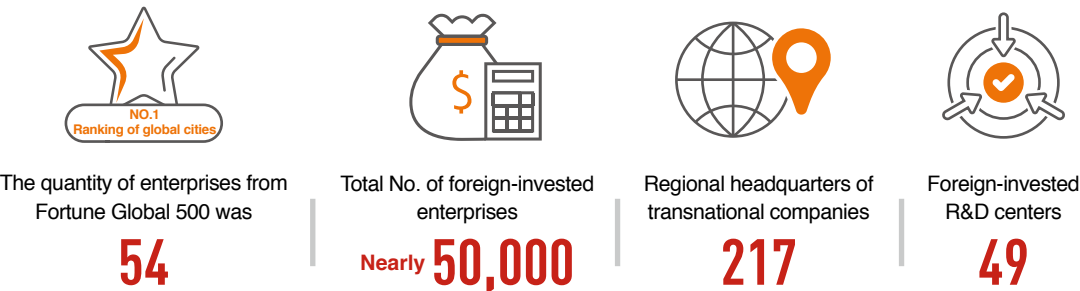 NO.1
Ranking of global cities
The quantity of enterprises from
Fortune Global 500 was
54
$
Total No. of foreign-invested
enterprises
Nearly 50,000
Regional headquarters of
transnational companies
217
Foreign-invested
R&D centers
49